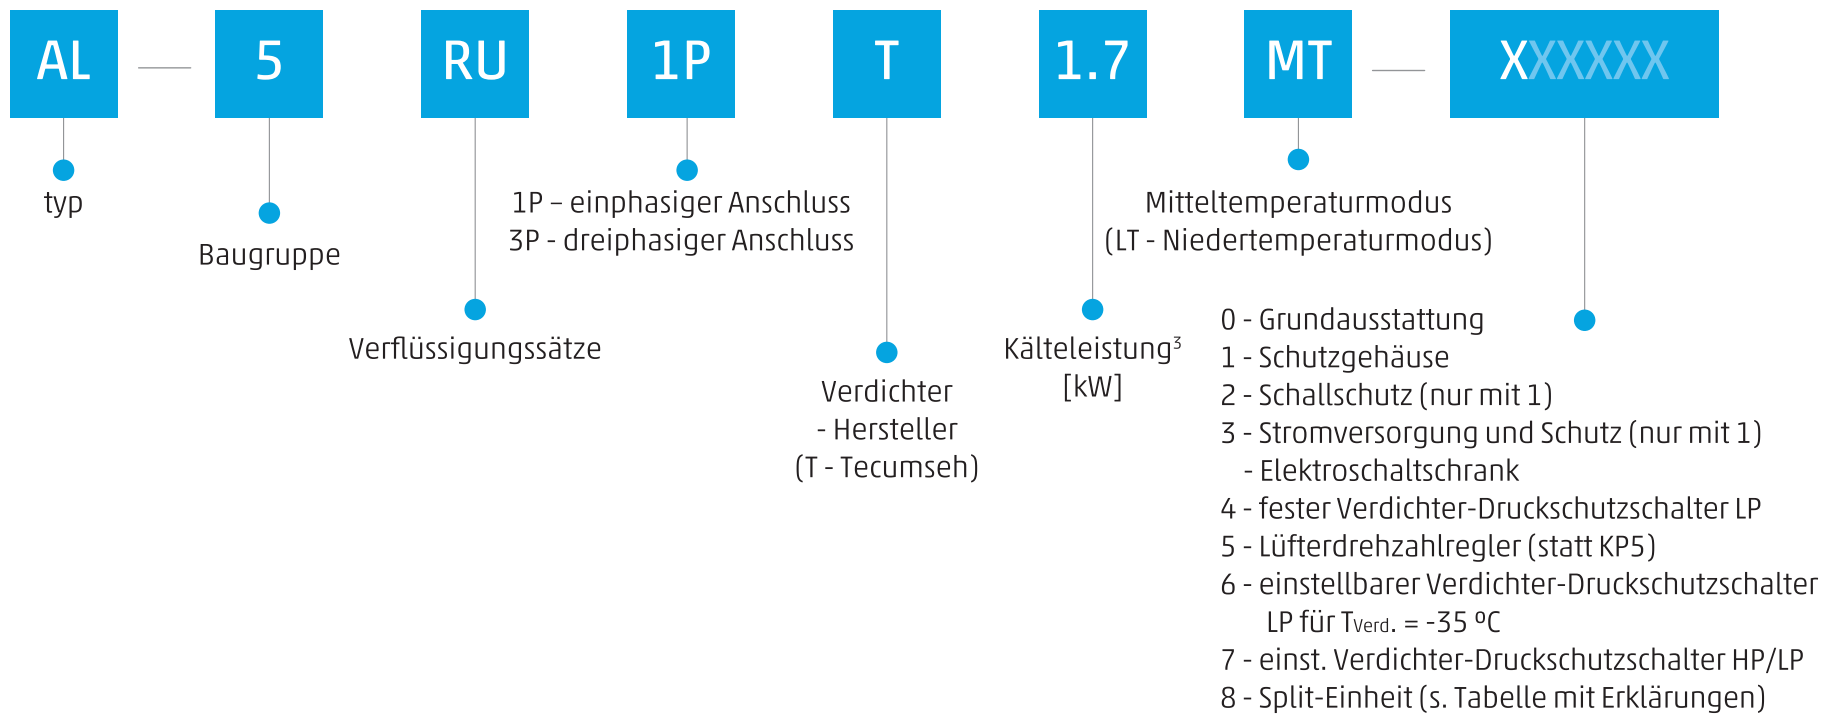 AL — 5 RU 1P T 1.7 MT — XXXXXX
typ
Baugruppe
Verflüssigungssätze
1P – einphasiger Anschluss
3P - dreiphasiger Anschluss
Verdichter
- Hersteller
(T - Tecumseh)
Kälteleistung³
[kW]
Mitteltemperaturmodus
(LT - Niedertemperaturmodus)
0 - Grundausstattung
1 - Schutzgehäuse
2 - Schallschutz (nur mit 1)
3 - Stromversorgung und Schutz (nur mit 1)
- Elektroschaltschrank
4 - fester Verdichter-Druckschutzschalter LP
5 - Lüfterdrehzahlregler (statt KP5)
6 - einstellbarer Verdichter-Druckschutzschalter
LP für TVerd. = -35 ºC
7 - einst. Verdichter-Druckschutzschalter HP/LP
8 - Split-Einheit (s. Tabelle mit Erklärungen)